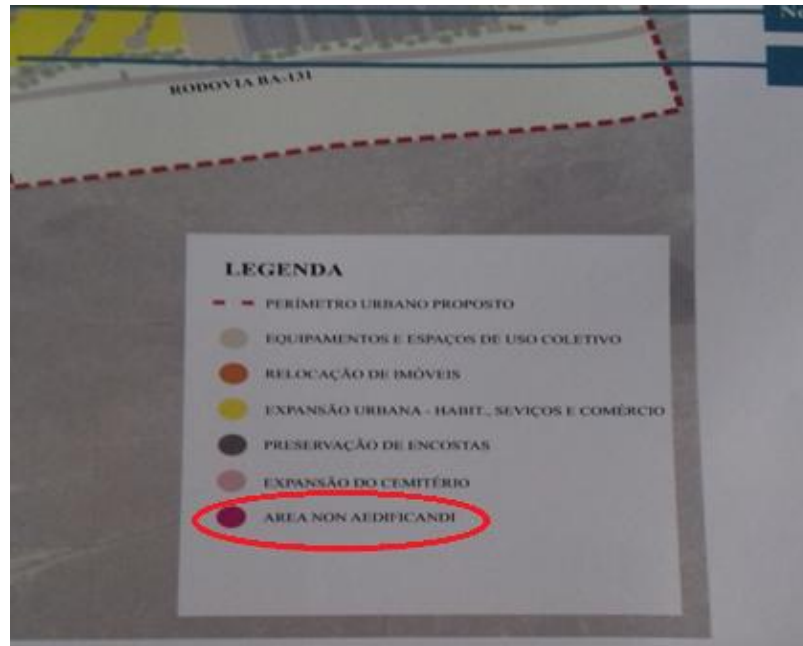 RODOVIA BA-131
LEGENDA
PERÍMETRO URBANO PROPOSTO
EQUIPAMENTOS E ESPAÇOS DE USO COLETIVO
RELOCAÇÃO DE IMÓVEIS
EXPANSÃO URBANA - HABIT., SEVIÇOS E COMÉRCIO
PRESERVAÇÃO DE ENCOSTAS
EXPANSÃO DO CEMITÉRIO
AREA NON AEDIFICANDI